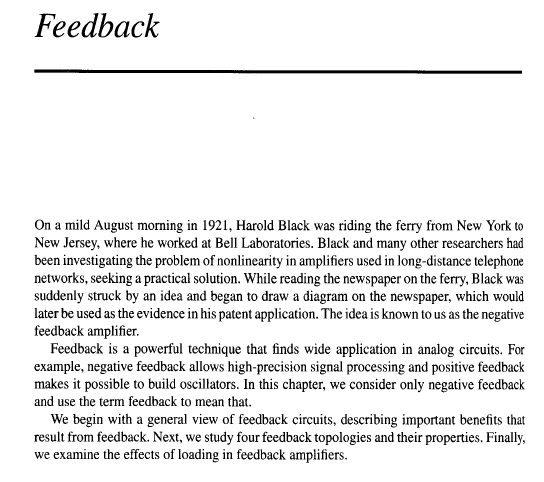 Feedback
On a mild August morning in 1921, Harold Black was riding the ferry from New York to
New Jersey, where he worked at Bell Laboratories. Black and many other researchers had
been investigating the problem of nonlinearity in amplifiers used in long-distance telephone
networks, seeking a practical solution. While reading the newspaper on the ferry, Black was
suddenly struck by an idea and began to draw a diagram on the newspaper, which would
later be used as the evidence in his patent application. The idea is known to us as the negative
feedback amplifier.
Feedback is a powerful technique that finds wide application in analog circuits. For
example, negative feedback allows high-precision signal processing and positive feedback
makes it possible to build oscillators. In this chapter, we consider only negative feedback
and use the term feedback to mean that.
We begin with a general view of feedback circuits, describing important benefits that
result from feedback. Next, we study four feedback topologies and their properties. Finally,
we examine the effects of loading in feedback amplifiers.